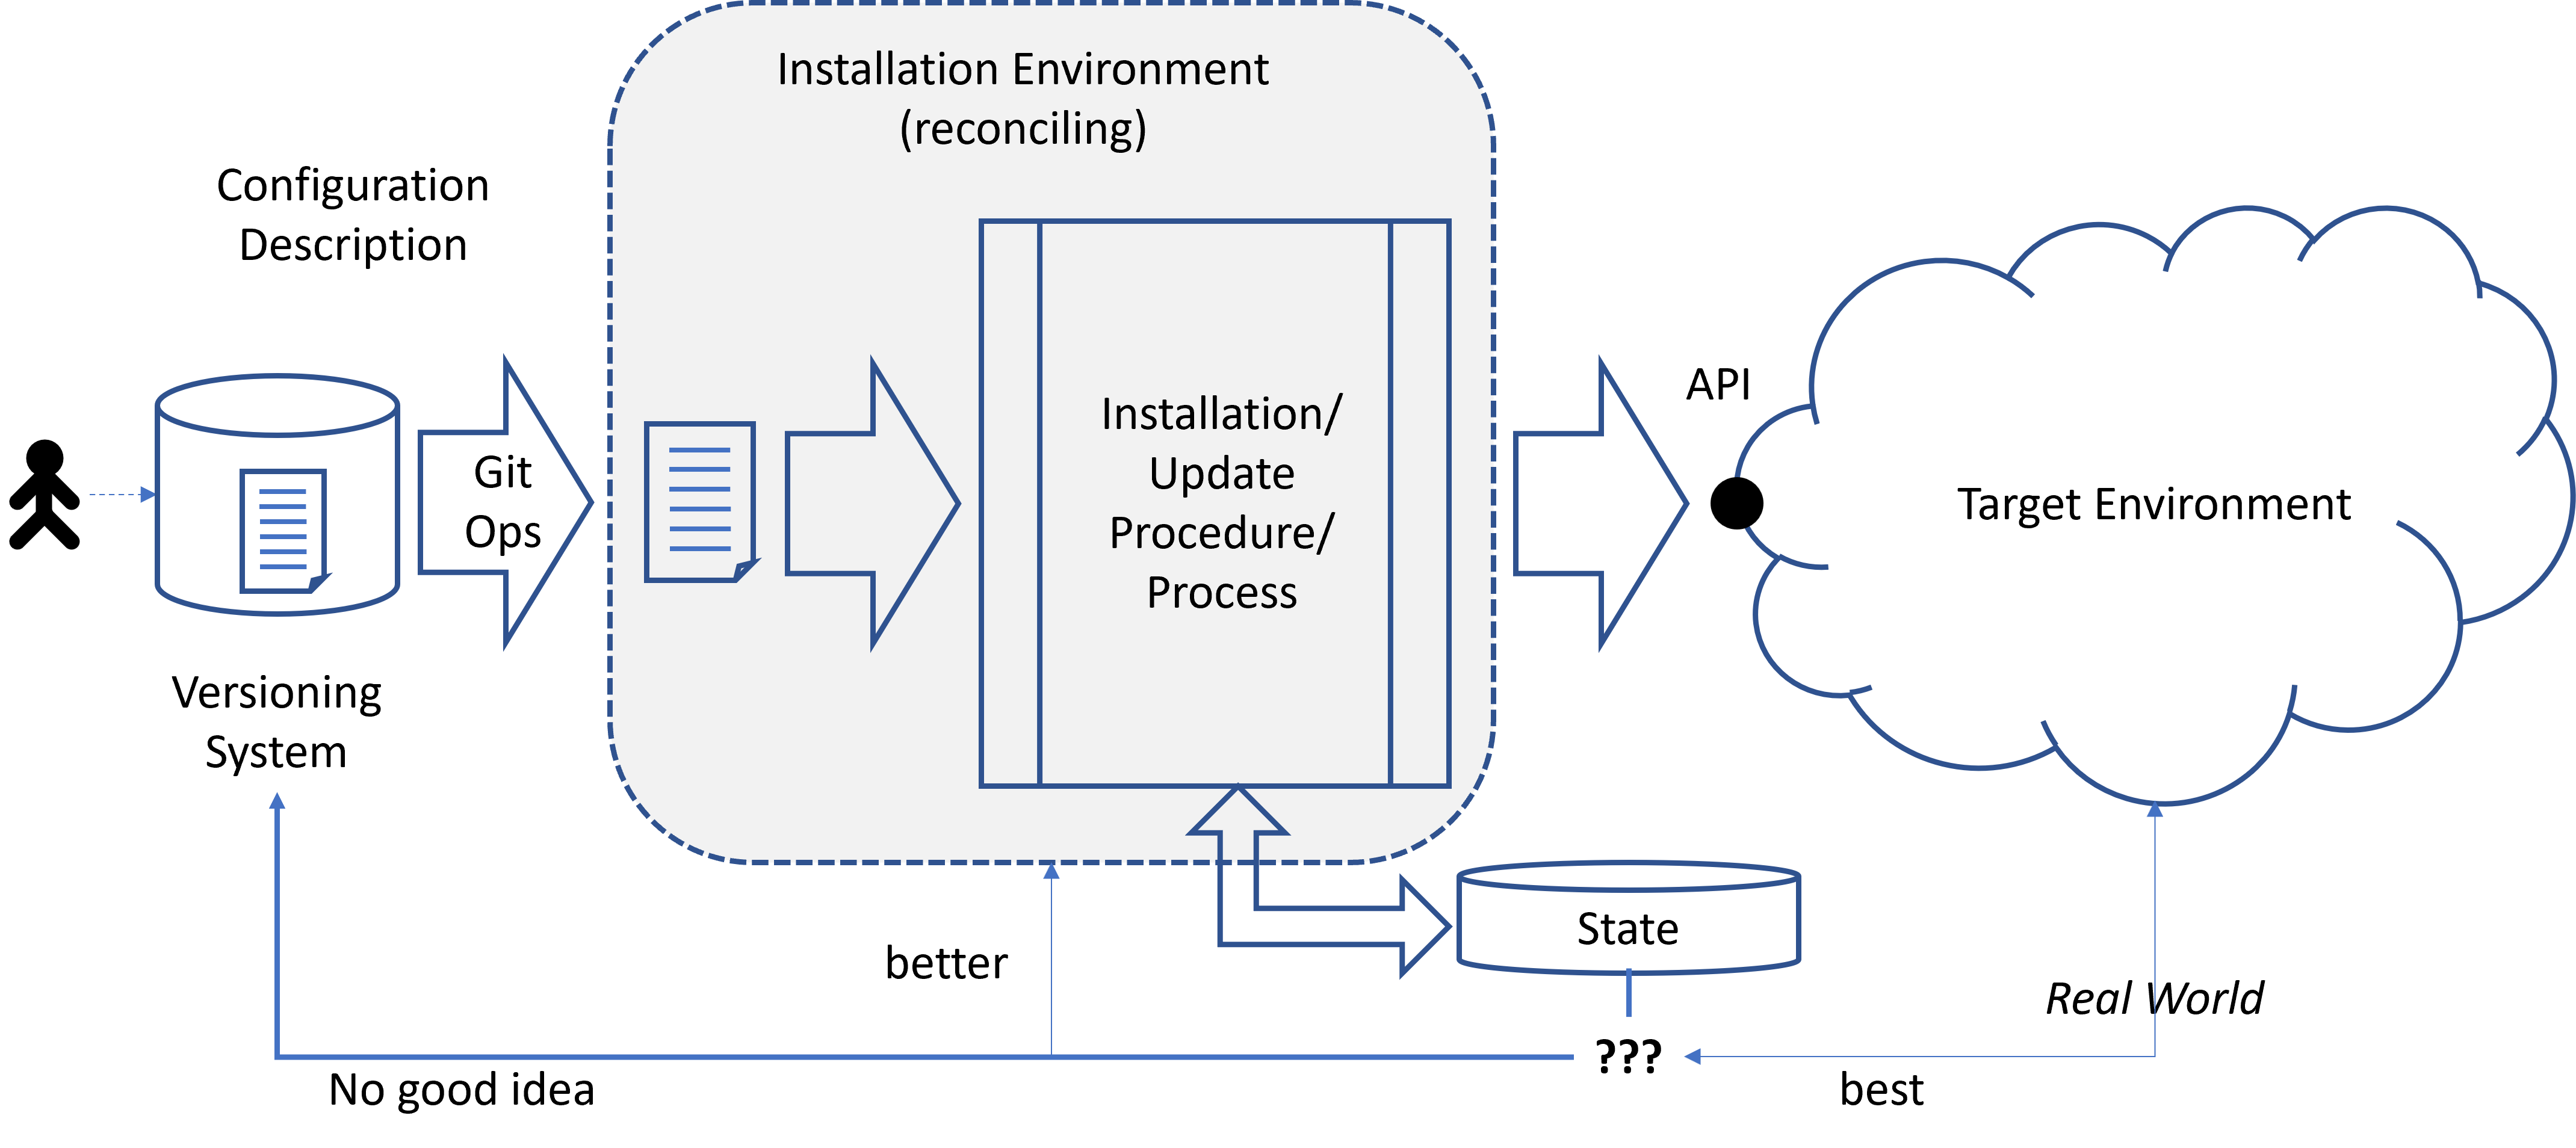 Installation Environment
(reconciling)
Configuration
Description
API
Git
Ops
Installation/
Update
Procedure/
Process
Target Environment
Versioning
System
State
better
Real World
???
No good idea
best